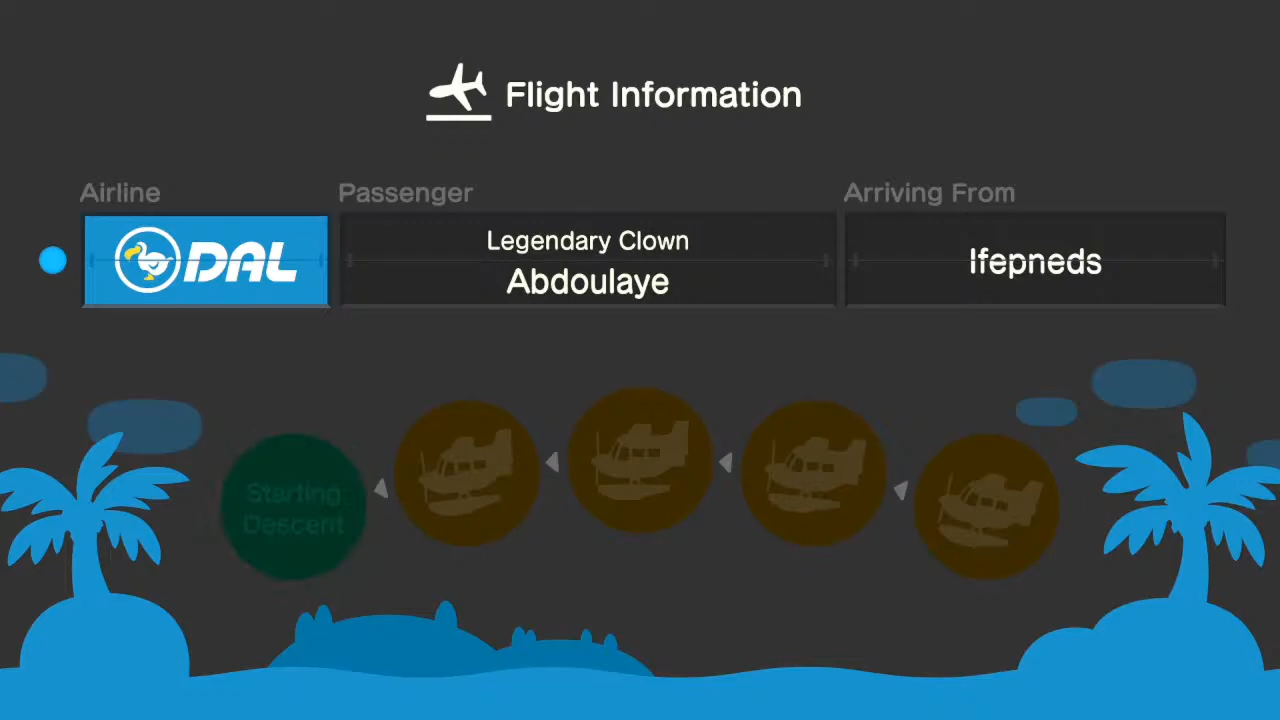 Flight Information
Airline
Passenger
Arriving From
DAL
Legendary Clown
Abdoulaye
Ifepneds
Starting
Descent